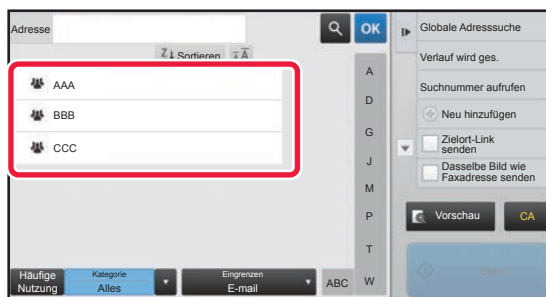 Adresse
OK
Z Sortieren A
AAA
BBB
CCC
A
D
G
J
M
P
T
W
Häufige
Nutzung
Kategorie
Alles
Eingrenzen
E-mail
ABC
Globale Adresssuche
Verlauf wird ges.
Suchnummer aufrufen
Neu hinzufügen
Zielort-Link
senden
Dasselbe Bild wie
Faxadresse senden
Vorschau
CA
Start